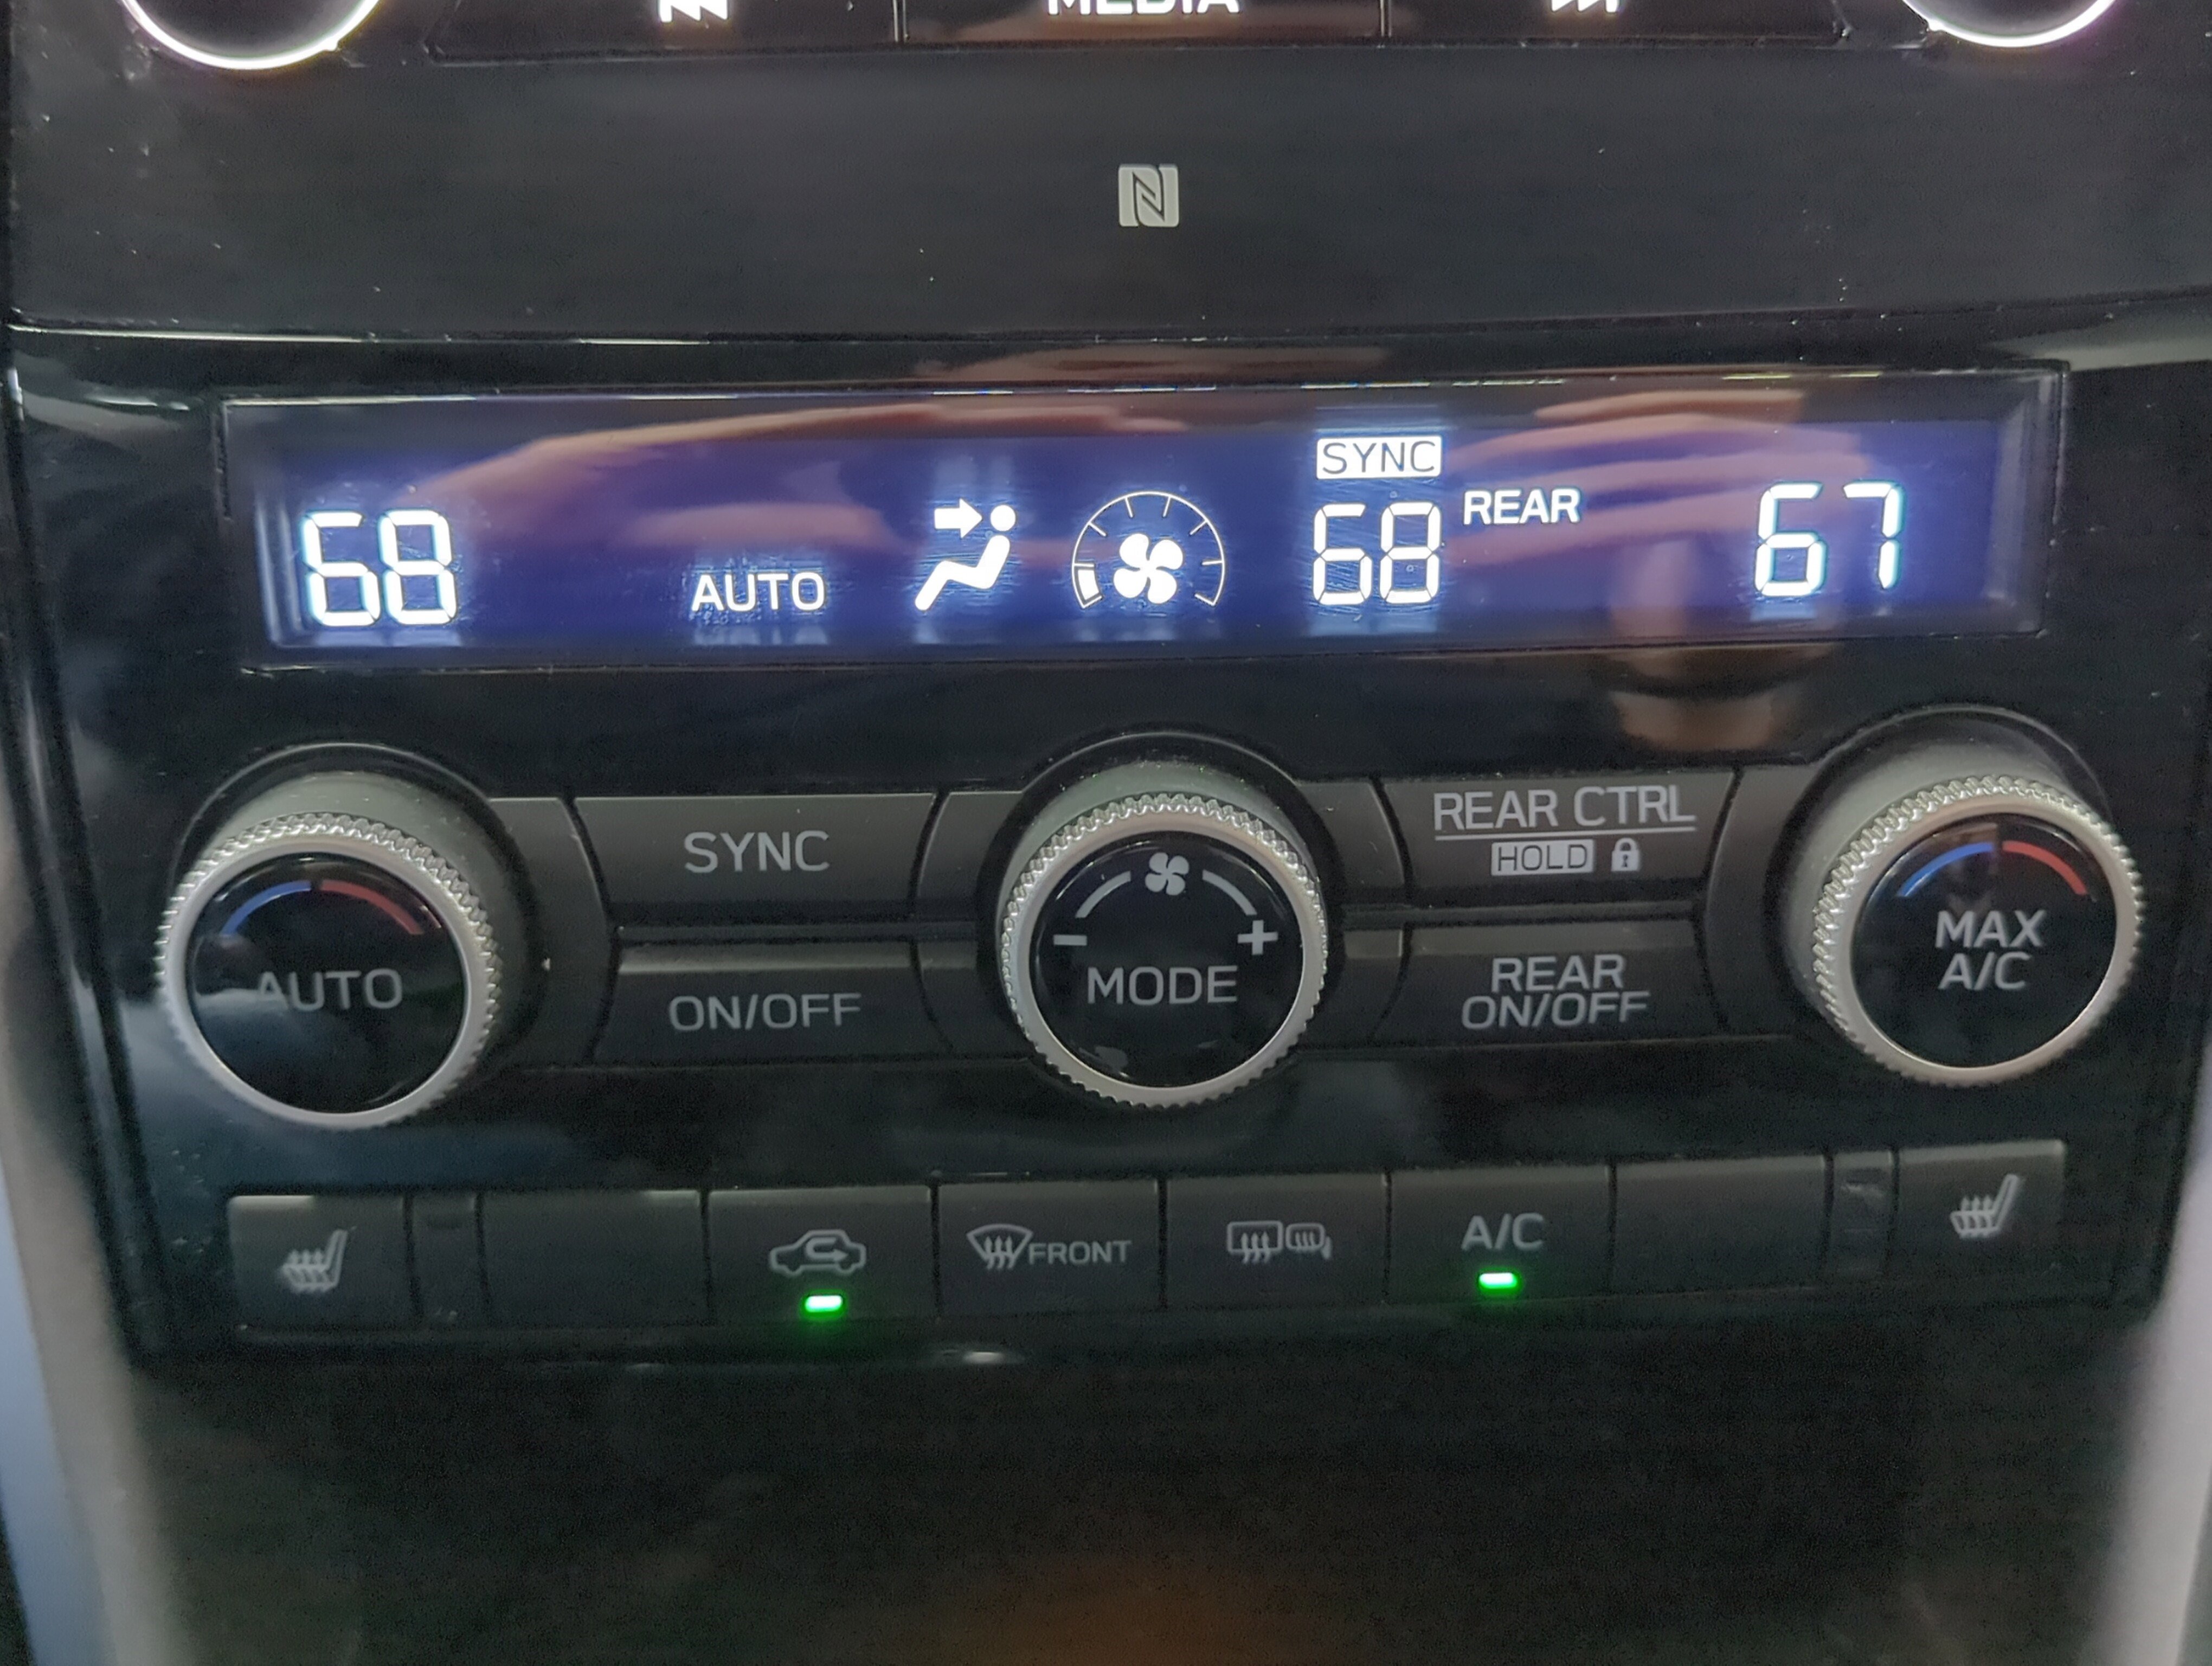 MEDIA
SYNC
68 AUTO 68 REAR 67
SYNC
REAR CTRL
HOLD
AUTO
ON/OFF
MODE
REAR
ON/OFF
MAX
A/C
FRONT
A/C